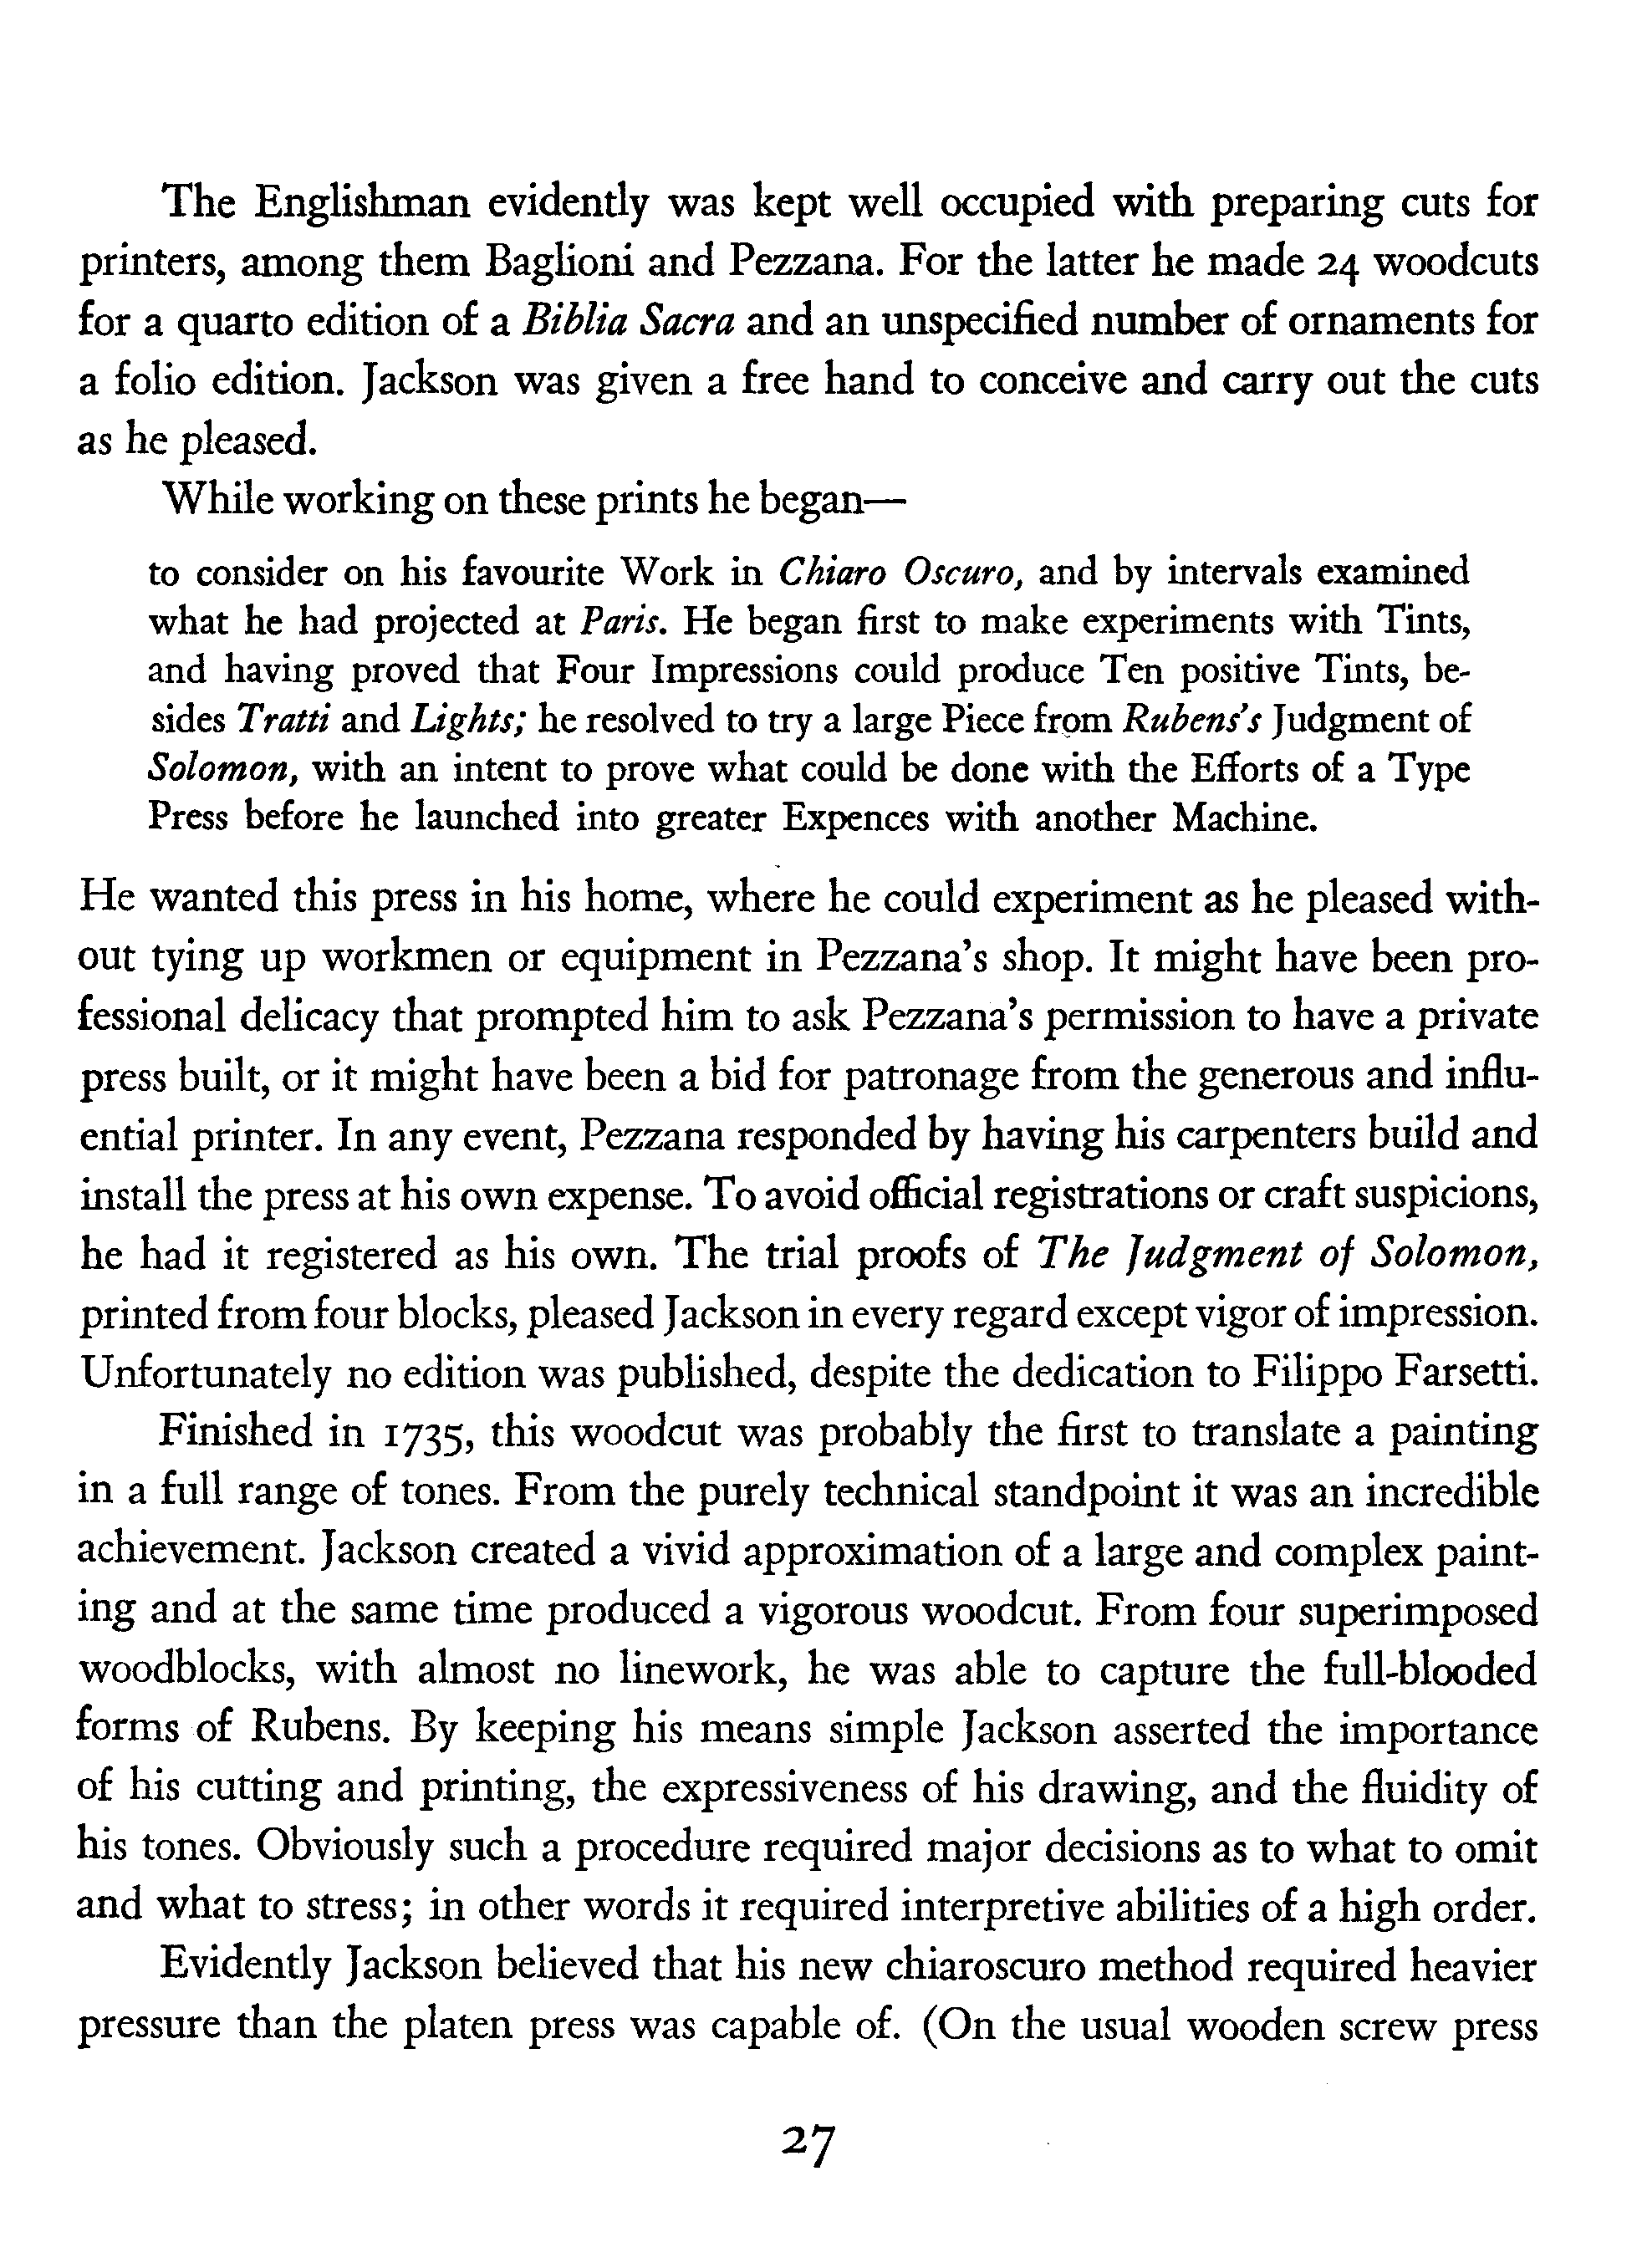 The Englishman evidently was kept well occupied with preparing cuts for
printers, among them Baglioni and Pezzana. For the latter he made 24 woodcuts
for a quarto edition of a Biblia Sacra and an unspecified number of ornaments for
a folio edition. Jackson was given a free hand to conceive and carry out the cuts
as he pleased.
While working on these prints he began—
to consider on his favourite Work in Chiaro Oscuro, and by intervals examined
what he had projected at Paris. He began first to make experiments with Tints,
and having proved that Four Impressions could produce Ten positive Tints, be-
sides Tratti and Lights; he resolved to try a large Piece from Rubens's Judgment of
Solomon, with an intent to prove what could be done with the Efforts of a Type
Press before he launched into greater Expences with another Machine.
He wanted this press in his home, where he could experiment as he pleased with-
out tying up workmen or equipment in Pezzana's shop. It might have been pro-
fessional delicacy that prompted him to ask Pezzana's permission to have a private
press built, or it might have been a bid for patronage from the generous and influ-
ential printer. In any event, Pezzana responded by having his carpenters build and
install the press at his own expense. To avoid official registrations or craft suspicions,
he had it registered as his own. The trial proofs of The Judgment of Solomon,
printed from four blocks, pleased Jackson in every regard except vigor of impression.
Unfortunately no edition was published, despite the dedication to Filippo Farsetti.
Finished in 1735, this woodcut was probably the first to translate a painting
in a full range of tones. From the purely technical standpoint it was an incredible
achievement. Jackson created a vivid approximation of a large and complex paint-
ing and at the same time produced a vigorous woodcut. From four superimposed
woodblocks, with almost no linework, he was able to capture the full-blooded
forms of Rubens. By keeping his means simple Jackson asserted the importance
of his cutting and printing, the expressiveness of his drawing, and the fluidity of
his tones. Obviously such a procedure required major decisions as to what to omit
and what to stress; in other words it required interpretive abilities of a high order.
Evidently Jackson believed that his new chiaroscuro method required heavier
pressure than the platen press was capable of. (On the usual wooden screw press
27